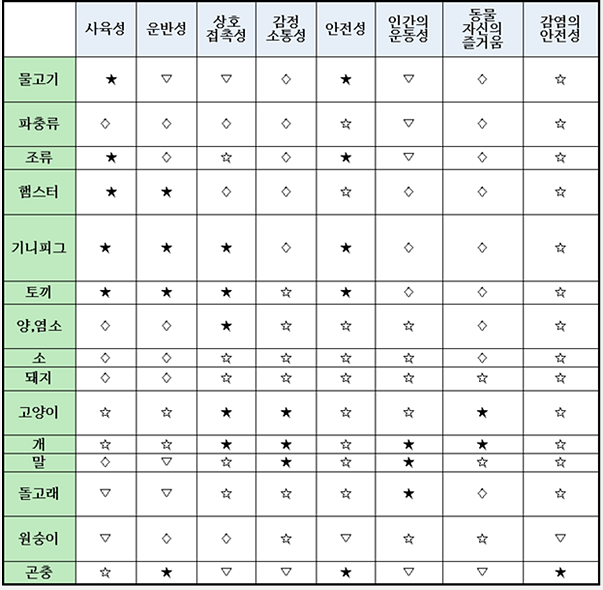 사육성 운반성 상호 접촉성 감정 소통성 안전성 인간의 운동성 동물 자신의 즐거움 감염의 안전성
물고기 ★ ▽ ▽ ◇ ★ ▽ ◇ ☆
파충류 ◇ ◇ ◇ ◇ ☆ ▽ ◇ ☆
조류 ★ ◇ ☆ ◇ ★ ▽ ◇ ☆
햄스터 ★ ★ ◇ ◇ ☆ ◇ ◇ ☆
기니피그 ★ ★ ★ ◇ ★ ◇ ◇ ☆
토끼 ★ ★ ★ ☆ ★ ◇ ◇ ☆
양,염소 ◇ ◇ ★ ☆ ☆ ☆ ◇ ☆
소 ◇ ◇ ☆ ☆ ☆ ☆ ◇ ☆
돼지 ◇ ◇ ☆ ☆ ☆ ☆ ☆ ☆
고양이 ☆ ☆ ★ ★ ☆ ☆ ★ ☆
개 ☆ ☆ ★ ★ ☆ ★ ★ ☆
말 ◇ ▽ ☆ ★ ☆ ★ ☆ ☆
돌고래 ▽ ▽ ☆ ☆ ☆ ★ ◇ ☆
원숭이 ▽ ◇ ◇ ☆ ▽ ☆ ☆ ▽
곤충 ☆ ★ ▽ ▽ ★ ▽ ▽ ★